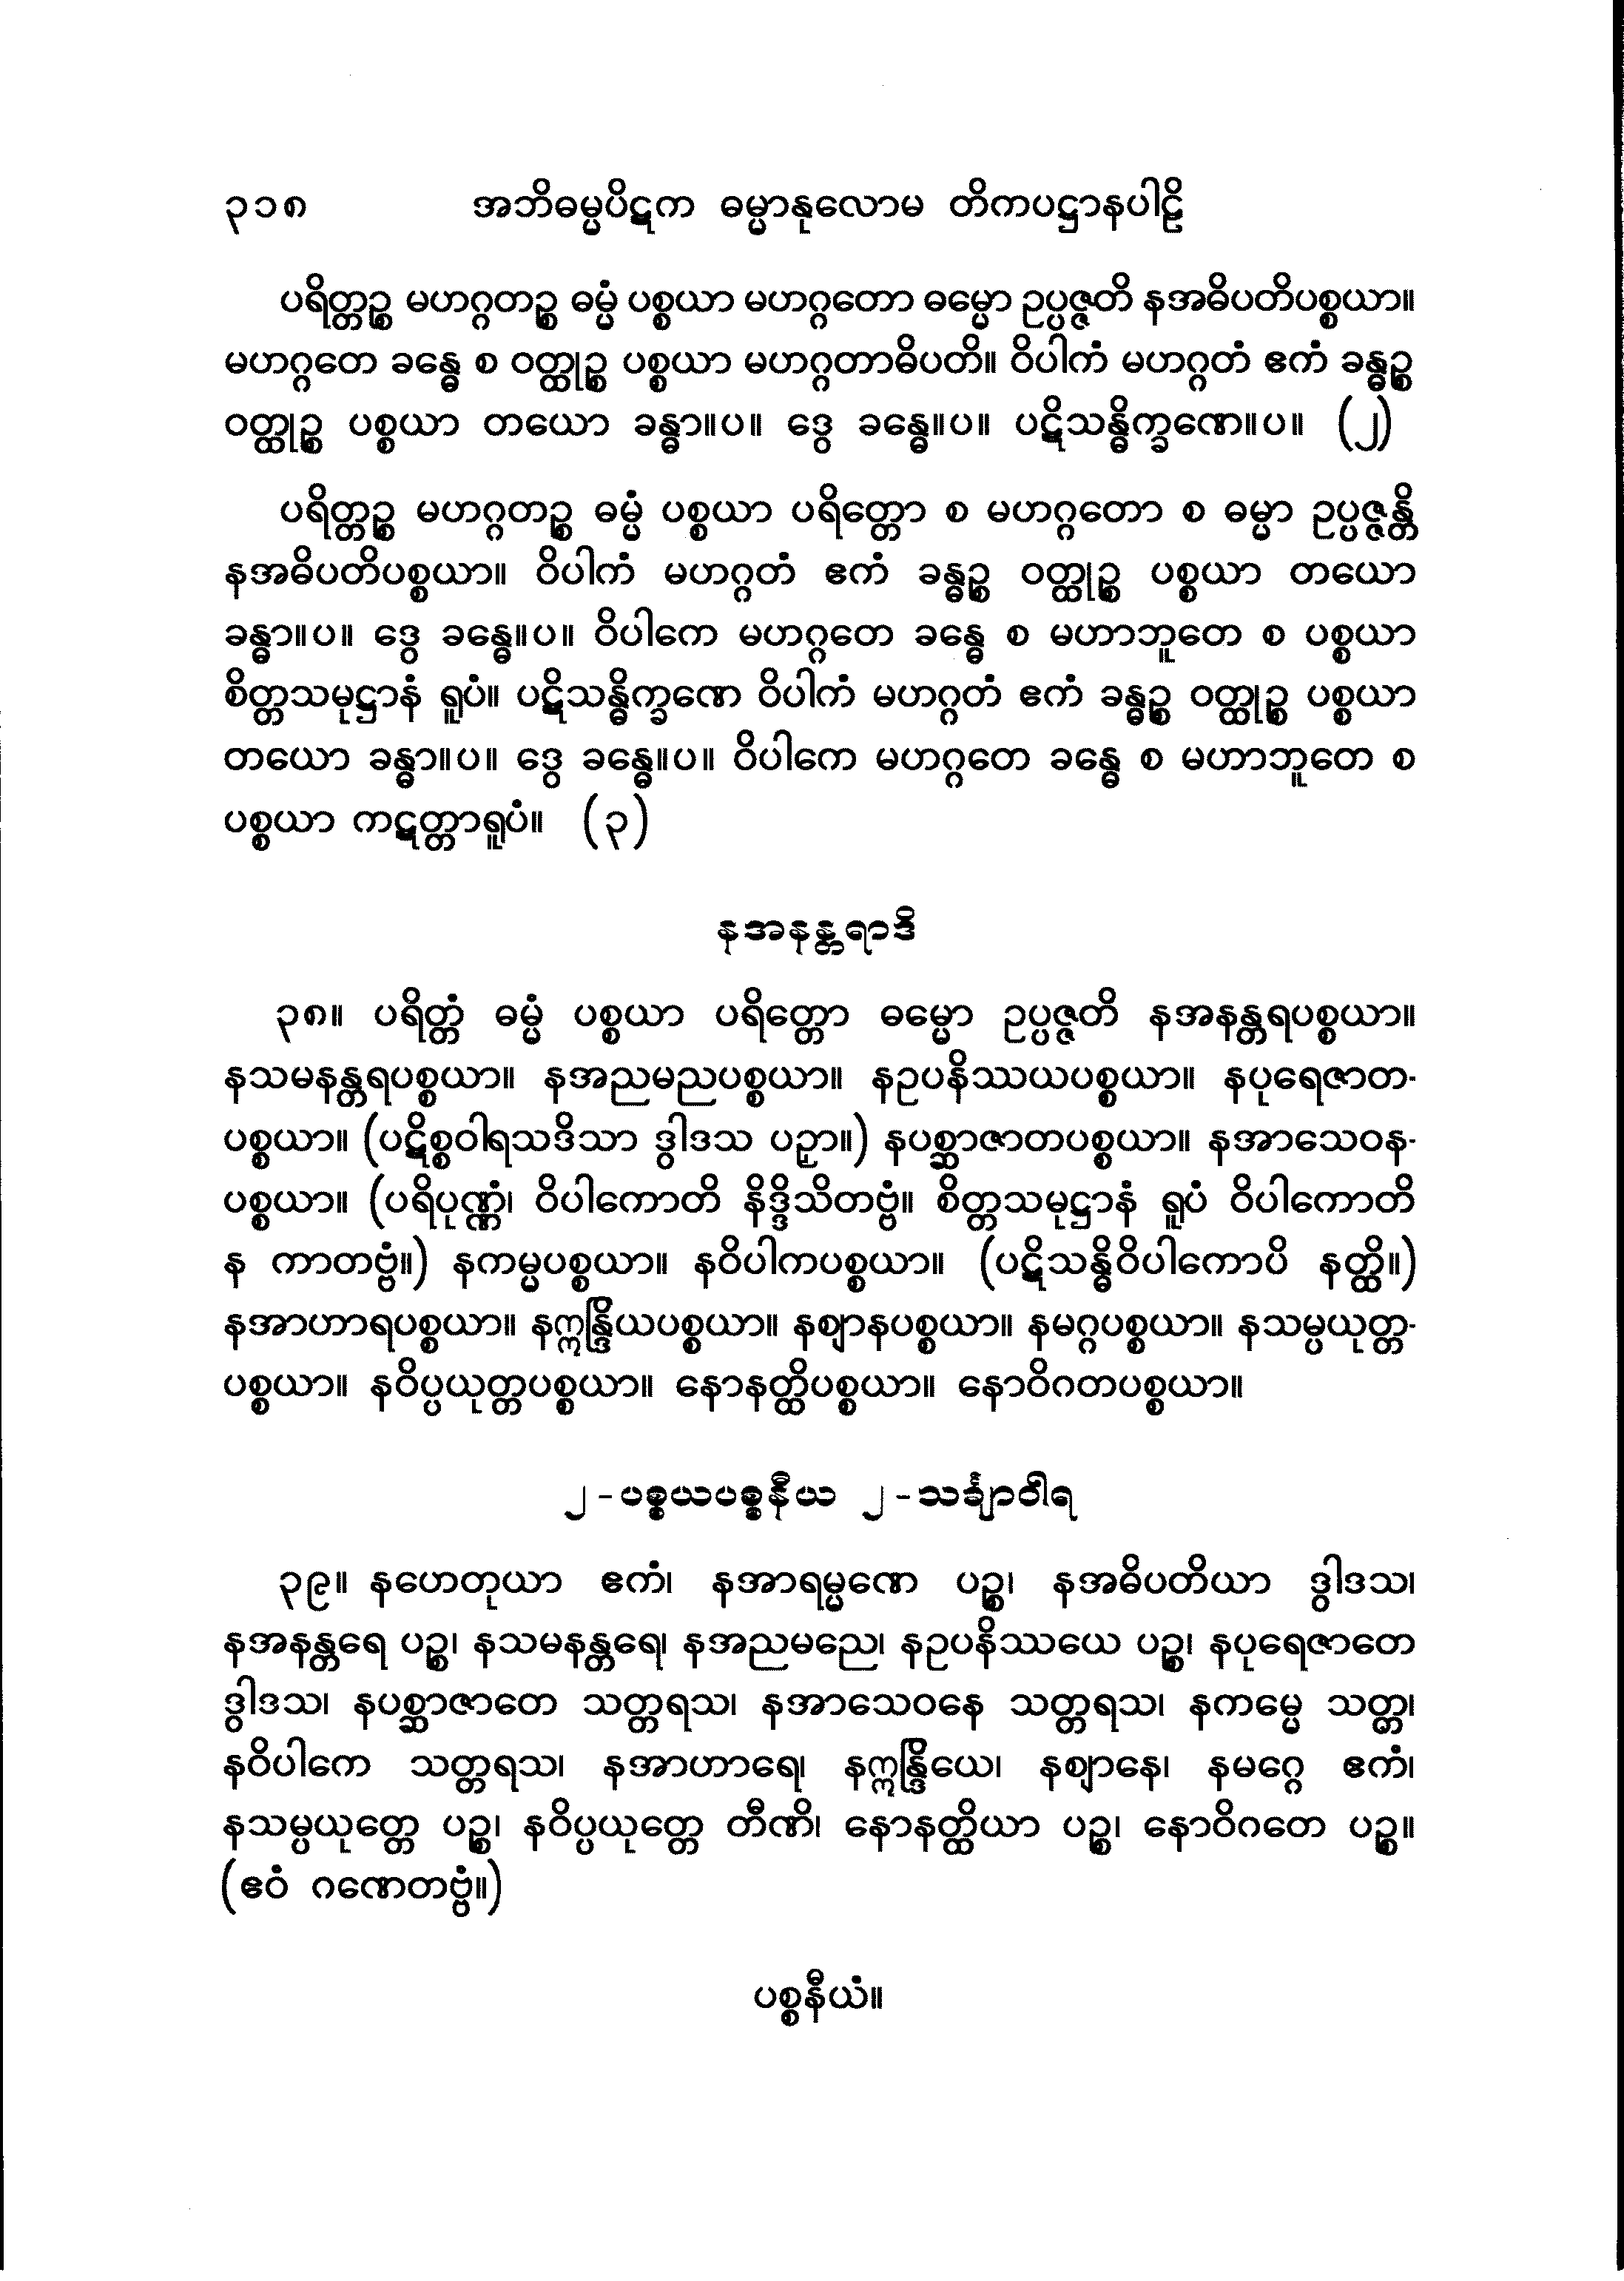 ၃၁၈ အဘိဓမ္မပိဋက ဓမ္မာနုလောမ တိကပဋ္ဌာနပါဠိ
ပရိတ္တဉ္စ မဟဂ္ဂတဉ္စ ဓမ္မံ ပစ္စယာ မဟဂ္ဂတော ဓမ္မော ဥပ္ပဇ္ဇတိ နအဓိပတိပစ္စယာ။
မဟဂ္ဂတေ ခန္ဓေ စ ဝတ္ထုဉ္စ ပစ္စယာ မဟဂ္ဂတာဓိပတိ။ ဝိပါကံ မဟဂ္ဂတံ ဧကံ ခန္ဓဉ္စ
ဝတ္ထုဉ္စ ပစ္စယာ တယော ခန္ဓာ။ပ။ ဒွေ ခန္ဓေ။ပ။ ပဋိသန္ဓိက္ခဏေ။ပ။ (၂)
ပရိတ္တဉ္စ မဟဂ္ဂတဉ္စ ဓမ္မံ ပစ္စယာ ပရိတ္တော စ မဟဂ္ဂတော စ ဓမ္မာ ဥပ္ပဇ္ဇန္တိ
နအဓိပတိပစ္စယာ။ ဝိပါကံ မဟဂ္ဂတံ ဧကံ ခန္ဓဉ္စ ဝတ္ထုဉ္စ ပစ္စယာ တယော
ခန္ဓာ။ပ။ ဒွေ ခန္ဓေ။ပ။ ဝိပါကေ မဟဂ္ဂတေ ခန္ဓေ စ မဟာဘူတေ စ ပစ္စယာ
စိတ္တသမုဋ္ဌာနံ ရူပံ။ ပဋိသန္ဓိက္ခဏေ ဝိပါကံ မဟဂ္ဂတံ ဧကံ ခန္ဓဉ္စ ဝတ္ထုဉ္စ ပစ္စယာ
တယော ခန္ဓာ။ပ။ ဒွေ ခန္ဓေ။ပ။ ဝိပါကေ မဟဂ္ဂတေ ခန္ဓေ စ မဟာဘူတေ စ
ပစ္စယာ ကဋတ္တာရူပံ။ (၃)
နအနန္တရာဒိ
၃၈။ ပရိတ္တံ ဓမ္မံ ပစ္စယာ ပရိတ္တော ဓမ္မော ဥပ္ပဇ္ဇတိ နအနန္တရပစ္စယာ။
နသမနန္တရပစ္စယာ။ နအညမညပစ္စယာ။ နဥပနိဿယပစ္စယာ။ နပုရေဇာတ-
ပစ္စယာ။ (ပဋိစ္စဝါရသဒိသာ ဒွါဒသ ပဉှာ။) နပစ္ဆာဇာတပစ္စယာ။ နအာသေဝန-
ပစ္စယာ။ (ပရိပုဏ္ဏံ၊ ဝိပါကောတိ နိဒ္ဒိသိတဗ္ဗံ။ စိတ္တသမုဋ္ဌာနံ ရူပံ ဝိပါကောတိ
န ကာတဗ္ဗံ။) နကမ္မပစ္စယာ။ နဝိပါကပစ္စယာ။ (ပဋိသန္ဓိဝိပါကောပိ နတ္ထိ။)
နအာဟာရပစ္စယာ။ နဣန္ဒြိယပစ္စယာ။ နဈာနပစ္စယာ။ နမဂ္ဂပစ္စယာ။ နသမ္ပယုတ္တ-
ပစ္စယာ။ နဝိပ္ပယုတ္တပစ္စယာ။ နောနတ္ထိပစ္စယာ။ နောဝိဂတပစ္စယာ။
၂-ပစ္စယပစ္စနီယ ၂-သင်္ချာဝါရ
၃၉။ နဟေတုယာ ဧကံ၊ နအာရမ္မဏေ ပဉ္စ၊ နအဓိပတိယာ ဒွါဒသ၊
နအနန္တရေ ပဉ္စ၊ နသမနန္တရေ၊ နအညမညေ၊ နဥပနိဿယေ ပဉ္စ၊ နပုရေဇာတေ
ဒွါဒသ၊ နပစ္ဆာဇာတေ သတ္တရသ၊ နအာသေဝနေ သတ္တရသ၊ နကမ္မေ သတ္တ၊
နဝိပါကေ သတ္တရသ၊ နအာဟာရေ၊ နဣန္ဒြိယေ၊ နဈာနေ၊ နမဂ္ဂေ ဧကံ၊
နသမ္ပယုတ္တေ ပဉ္စ၊ နဝိပ္ပယုတ္တေ တီဏိ၊ နောနတ္ထိယာ ပဉ္စ၊ နောဝိဂတေ ပဉ္စ။
(ဧဝံ ဂဏေတဗ္ဗံ။)
ပစ္စနီယံ။